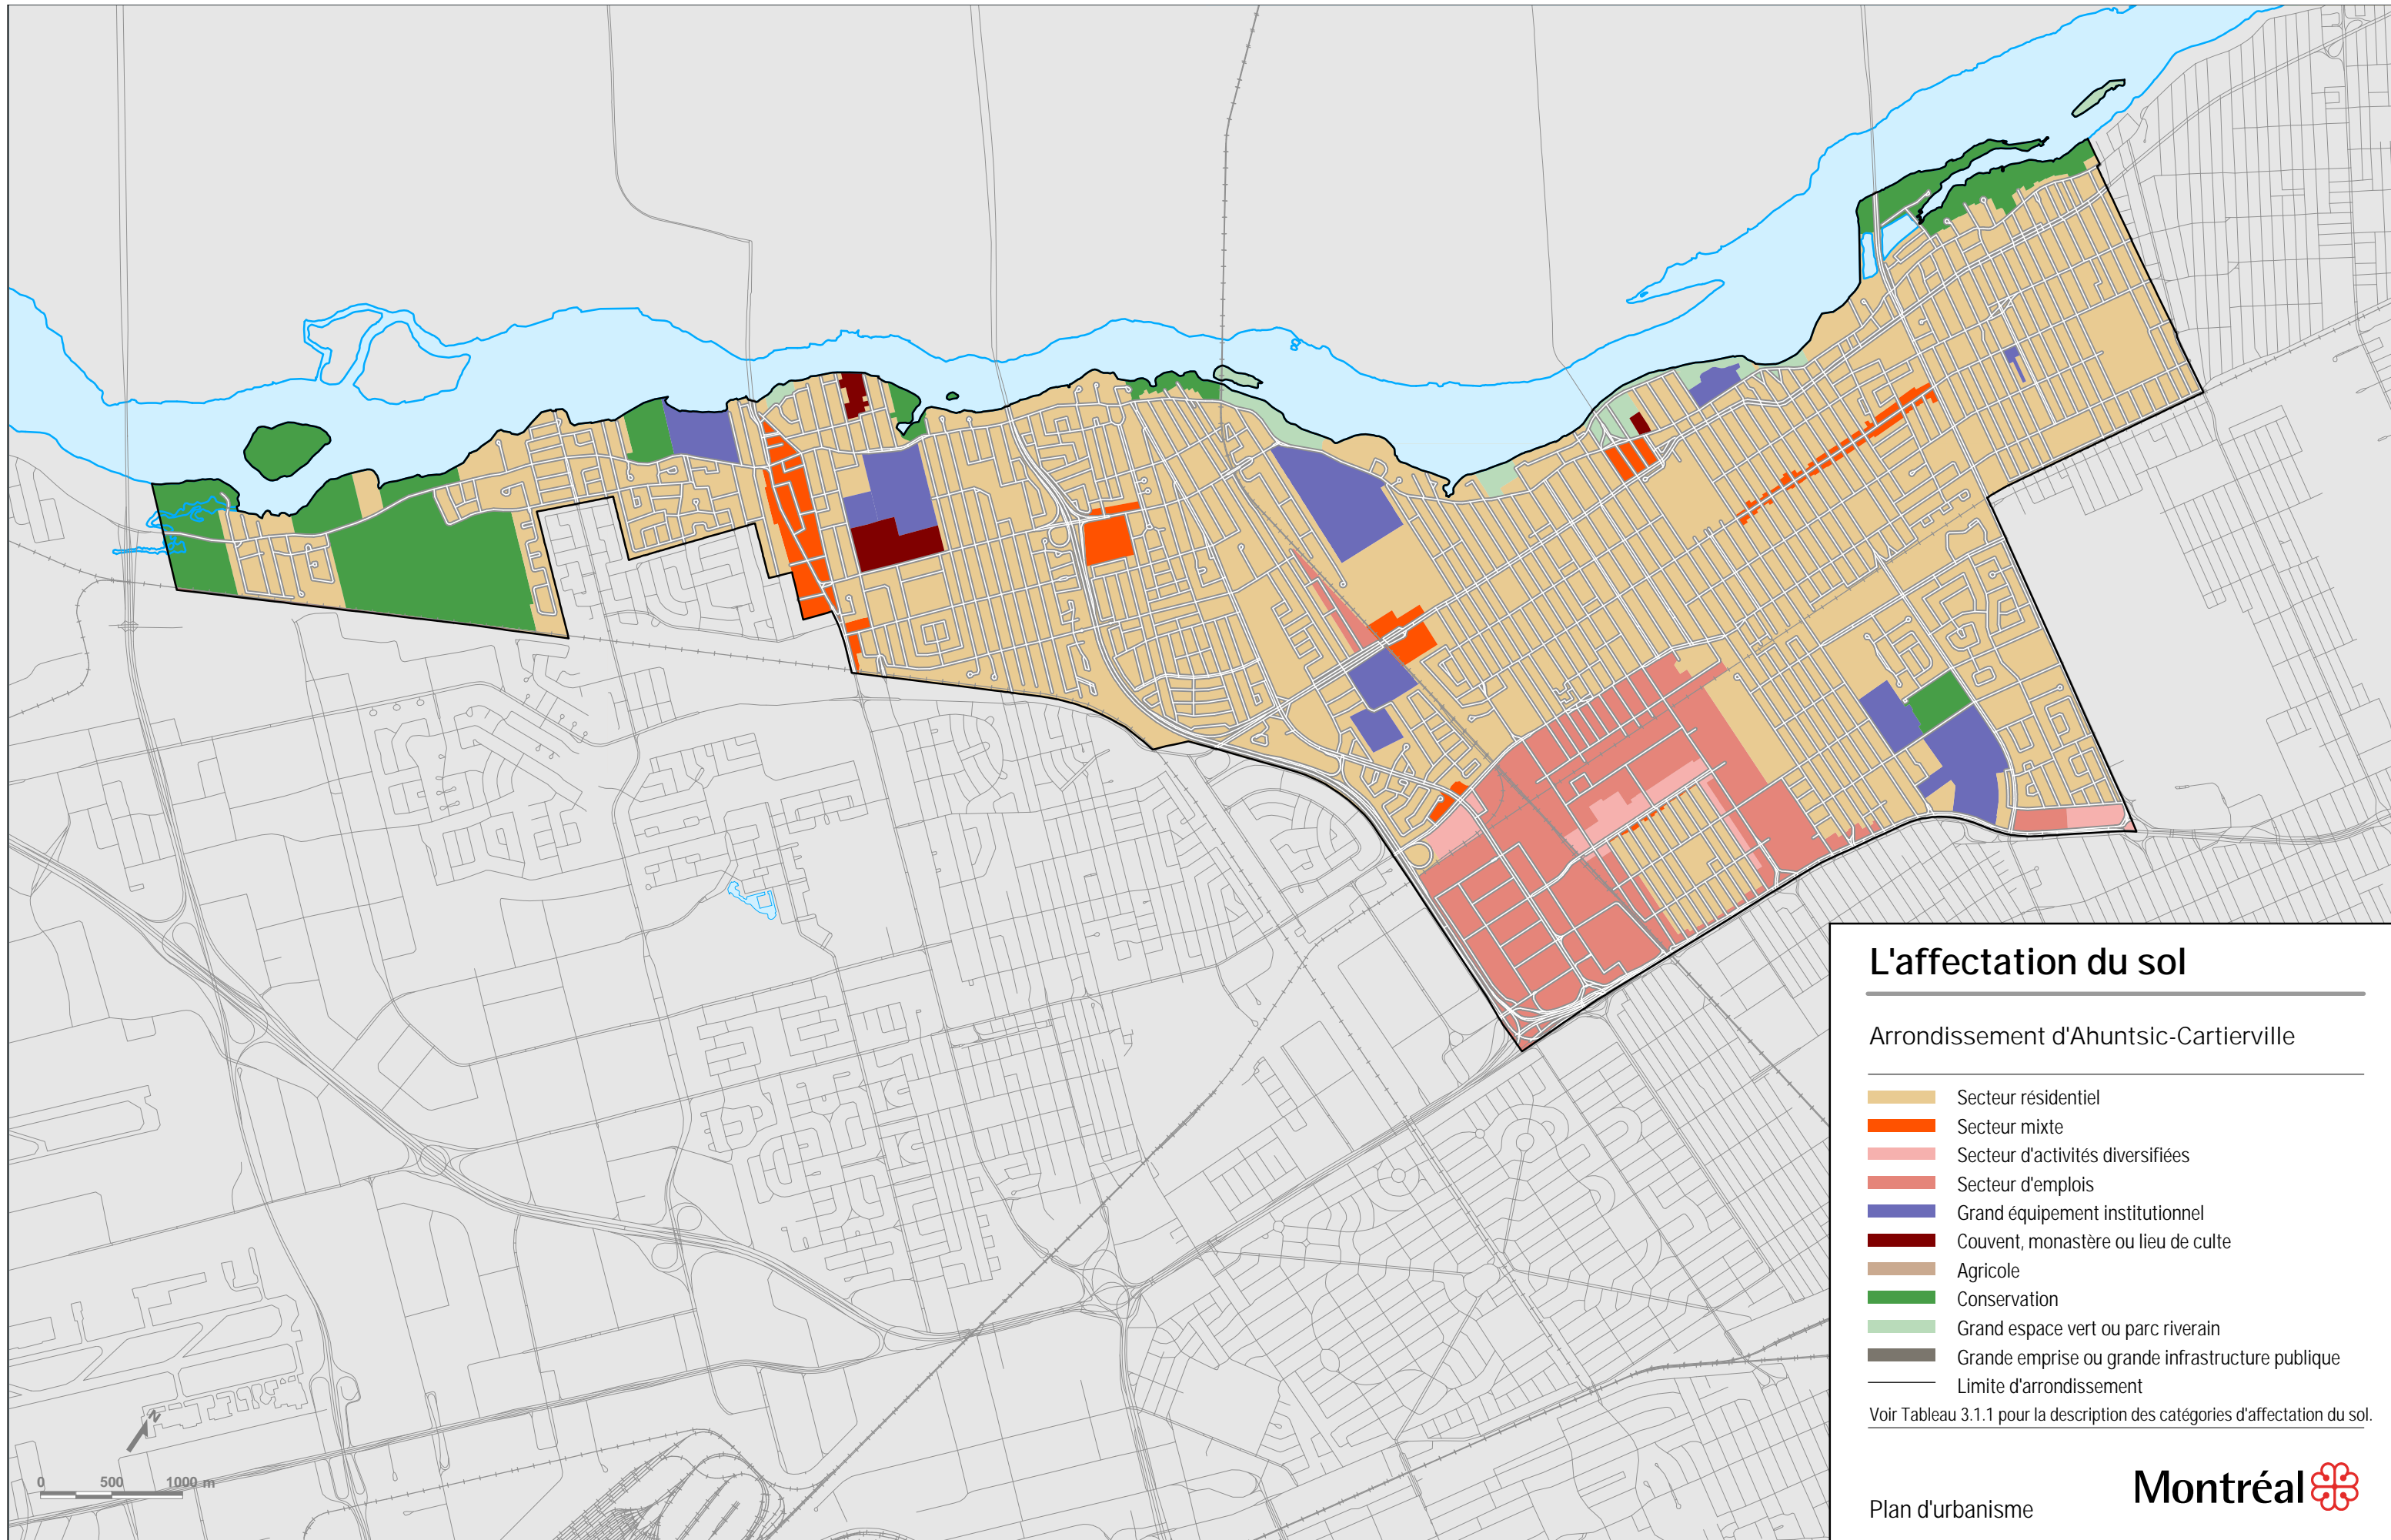 L'affectation du sol
Arrondissement d'Ahuntsic-Cartierville
Secteur résidentiel
Secteur mixte
Secteur d'activités diversifiées
Secteur d'emplois
Grand équipement institutionnel
Couvent, monastère ou lieu de culte
Agricole
Conservation
Grand espace vert ou parc riverain
Grande emprise ou grande infrastructure publique
Limite d'arrondissement
Voir Tableau 3.1.1 pour la description des catégories d'affectation du sol.
N
0 500 1000 m
Plan d'urbanisme
Montréal